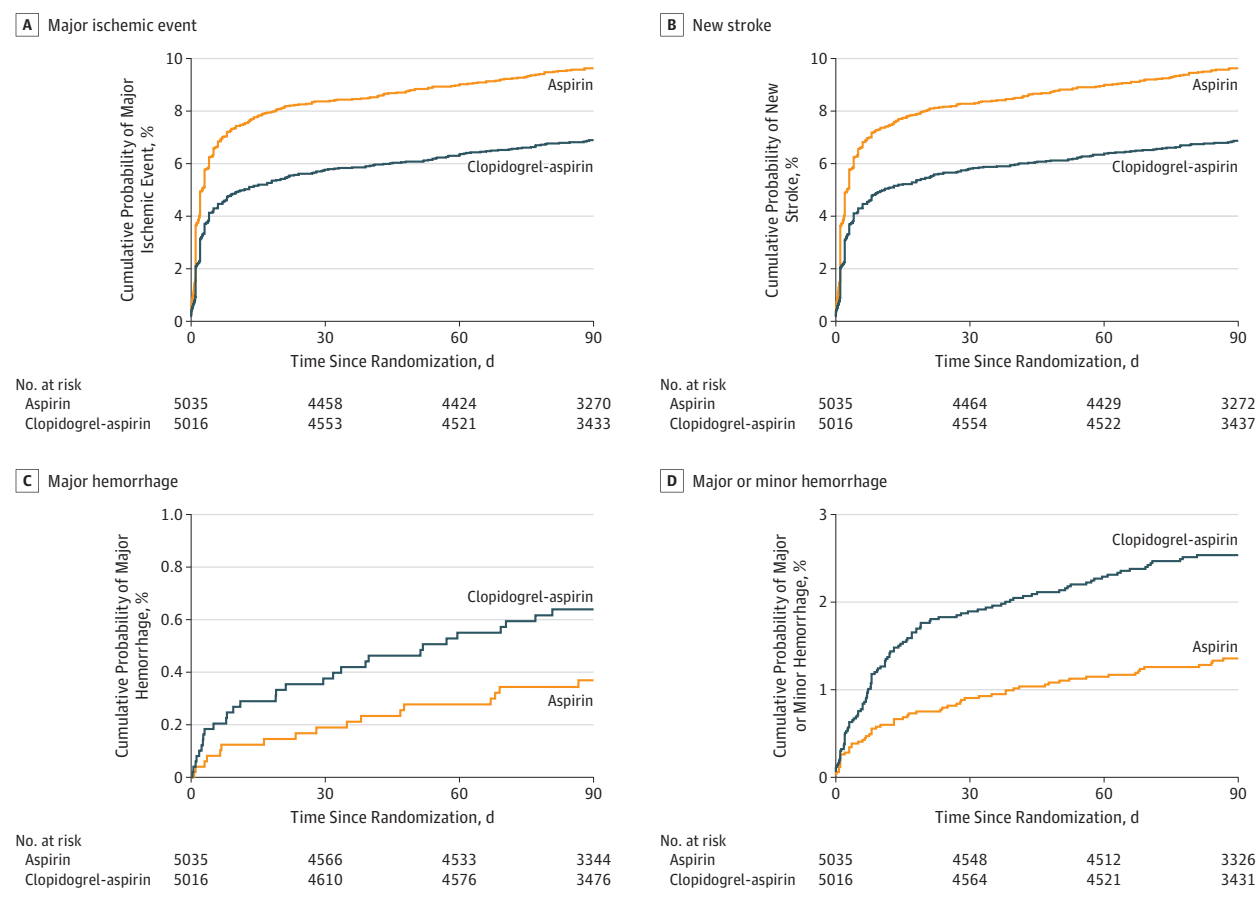 A Major ischemic event
Cumulative Probability of Major
Ischemic Event, %
10
8
6
4
2
0
Aspirin
Clopidogrel-aspirin
0 30 60 90
Time Since Randomization, d
No. at risk
Aspirin 5035 4458 4424 3270
Clopidogrel-aspirin 5016 4553 4521 3433
B New stroke
Cumulative Probability of New
Stroke, %
10
8
6
4
2
0
Aspirin
Clopidogrel-aspirin
0 30 60 90
Time Since Randomization, d
No. at risk
Aspirin 5035 4464 4429 3272
Clopidogrel-aspirin 5016 4554 4522 3437
C Major hemorrhage
Cumulative Probability of Major
Hemorrhage, %
1.0
0.8
0.6
0.4
0.2
0
Clopidogrel-aspirin
Aspirin
0 30 60 90
Time Since Randomization, d
No. at risk
Aspirin 5035 4566 4533 3344
Clopidogrel-aspirin 5016 4610 4576 3476
D Major or minor hemorrhage
Cumulative Probability of Major
or Minor Hemorrhage, %
3
2
1
0
Clopidogrel-aspirin
Aspirin
0 30 60 90
Time Since Randomization, d
No. at risk
Aspirin 5035 4548 4512 3326
Clopidogrel-aspirin 5016 4564 4521 3431